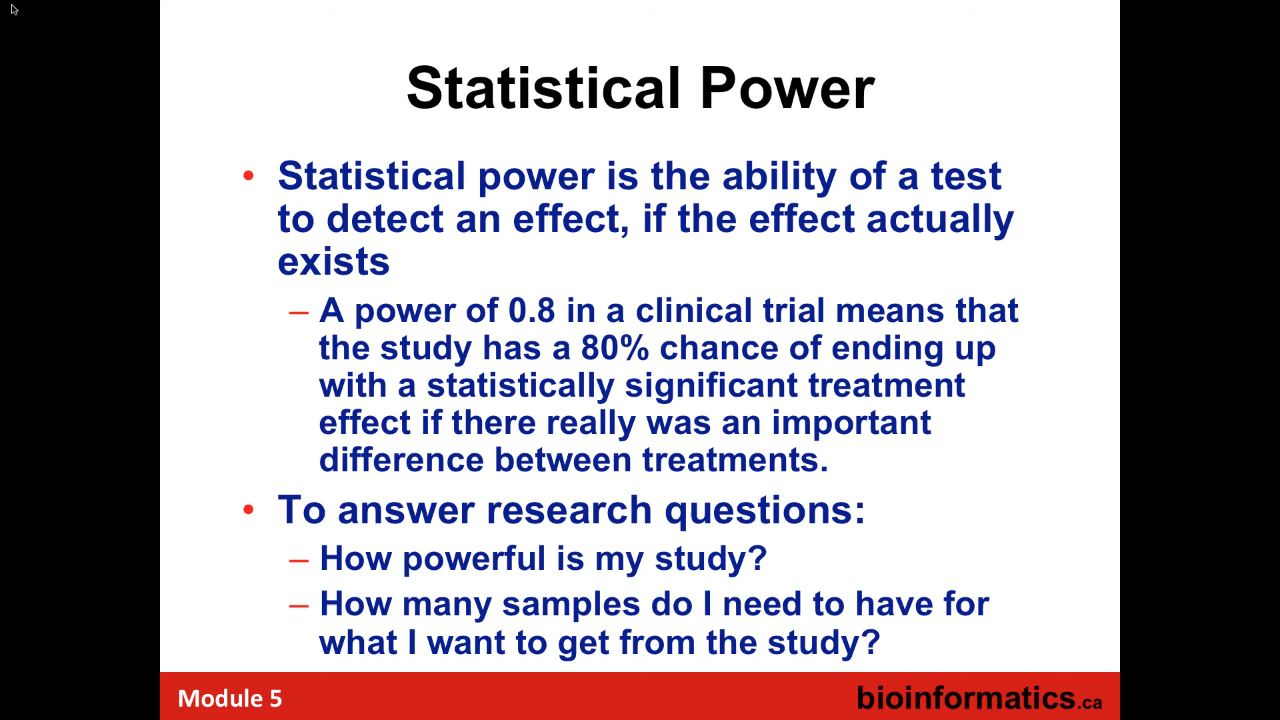 Statistical Power
• Statistical power is the ability of a test
to detect an effect, if the effect actually
exists
– A power of 0.8 in a clinical trial means that
the study has a 80% chance of ending up
with a statistically significant treatment
effect if there really was an important
difference between treatments.
• To answer research questions:
– How powerful is my study?
– How many samples do I need to have for
what I want to get from the study?
Module 5
bioinformatics.ca